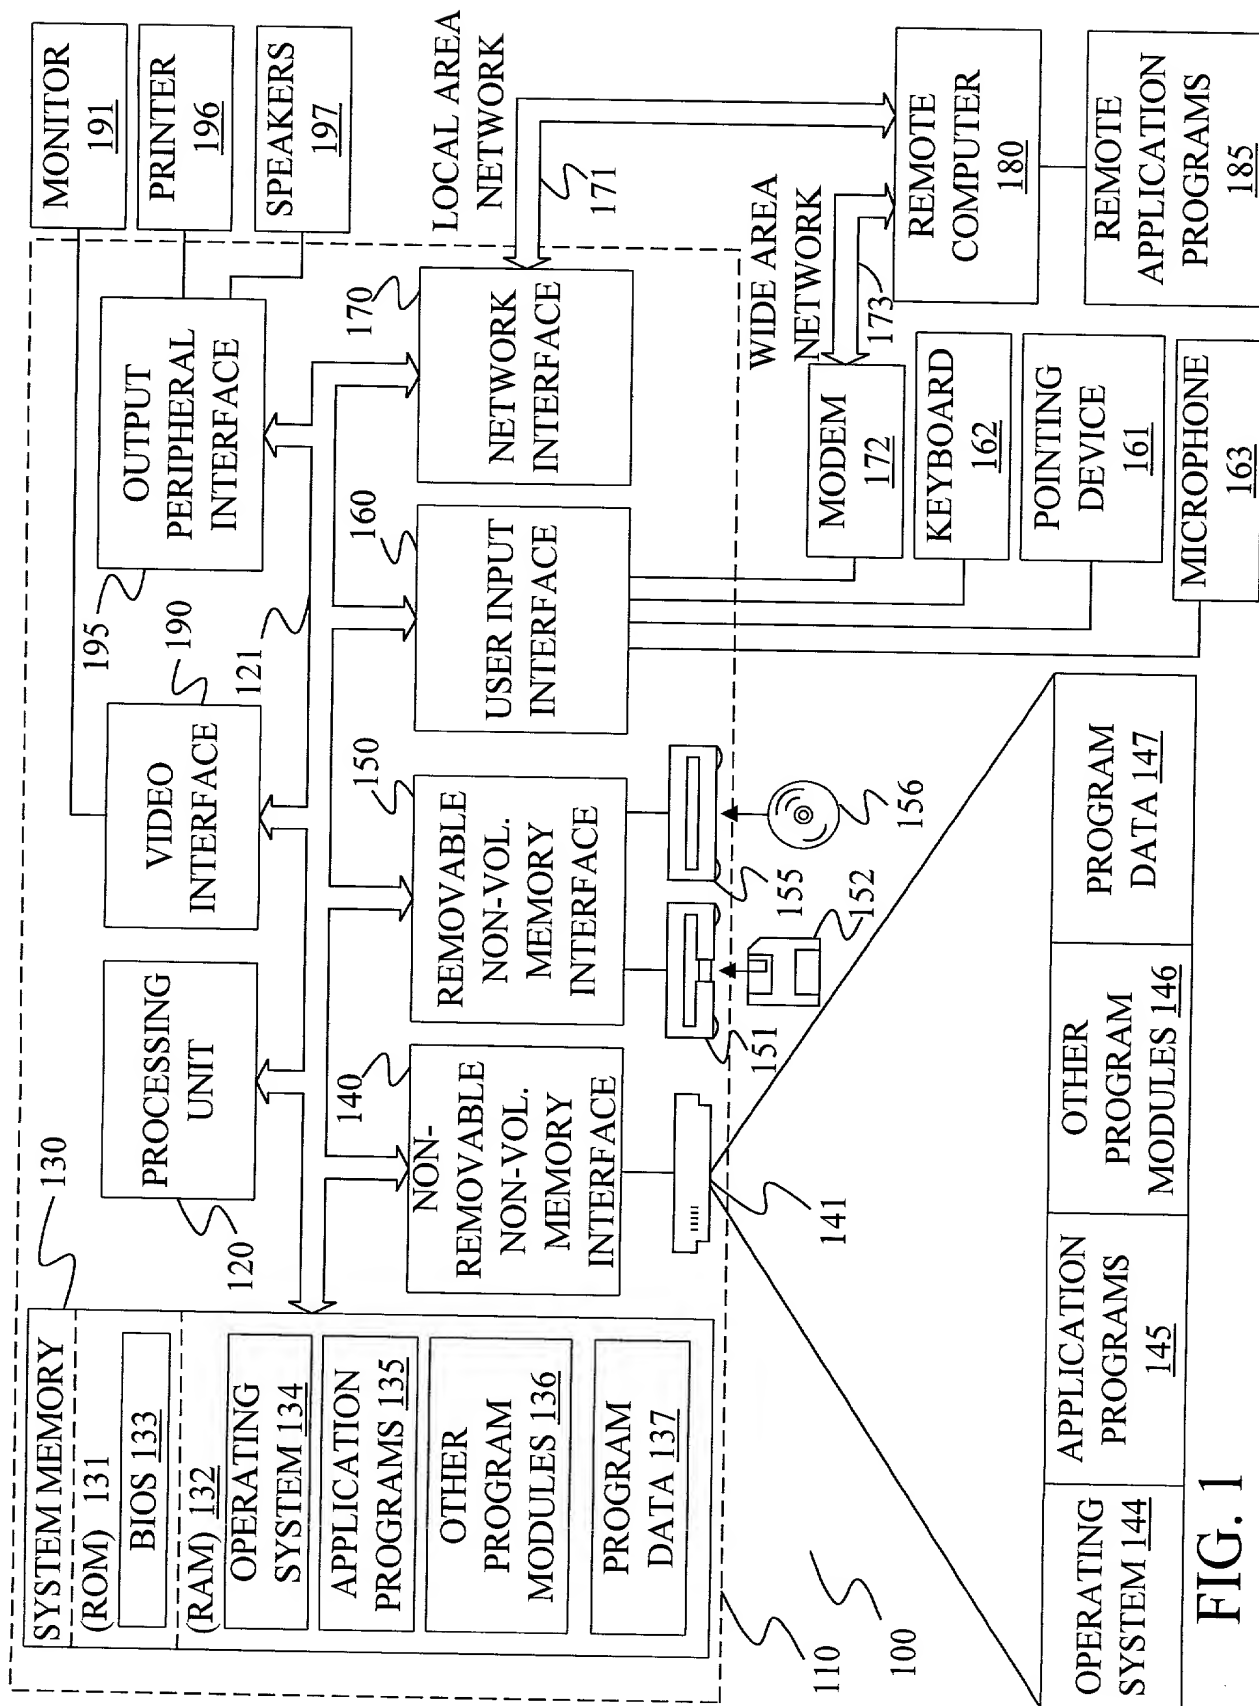 SYSTEM MEMORY
(ROM) 131
BIOS 133
(RAM) 132
OPERATING
SYSTEM 134
APPLICATION
PROGRAMS 135
OTHER
PROGRAM
MODULES 136
PROGRAM
DATA 137
130
PROCESSING
UNIT
120
VIDEO
INTERFACE
190
121
OUTPUT
PERIPHERAL
INTERFACE
195
MONITOR
191
PRINTER
196
SPEAKERS
197
NON-
REMOVABLE
NON-VOL.
MEMORY
INTERFACE
140
REMOVABLE
NON-VOL.
MEMORY
INTERFACE
150
USER INPUT
INTERFACE
160
NETWORK
INTERFACE
170
LOCAL AREA
NETWORK
171
141
151
152
155
156
WIDE AREA
NETWORK
173
MODEM
172
KEYBOARD
162
POINTING
DEVICE
161
MICROPHONE
163
REMOTE
COMPUTER
180
REMOTE
APPLICATION
PROGRAMS
185
110
100
OPERATING
SYSTEM 144
APPLICATION
PROGRAMS
145
OTHER
PROGRAM
MODULES 146
PROGRAM
DATA 147
FIG. 1